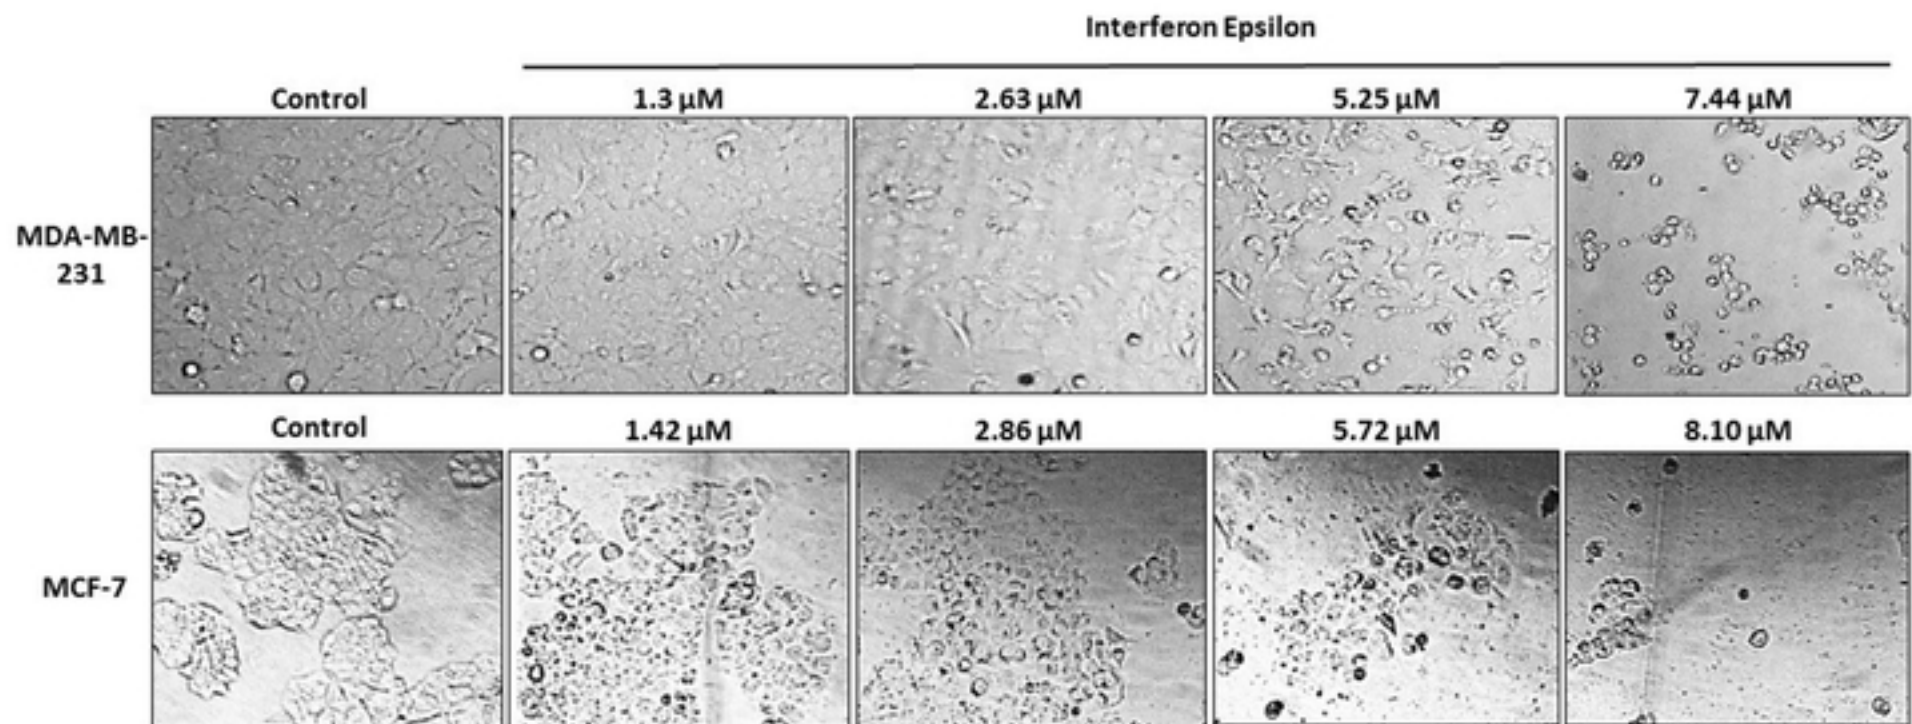 Interferon Epsilon
Control 1.3 µM 2.63 µM 5.25 µM 7.44 µM
MDA-MB-
231
Control 1.42 µM 2.86 µM 5.72 µM 8.10 µM
MCF-7